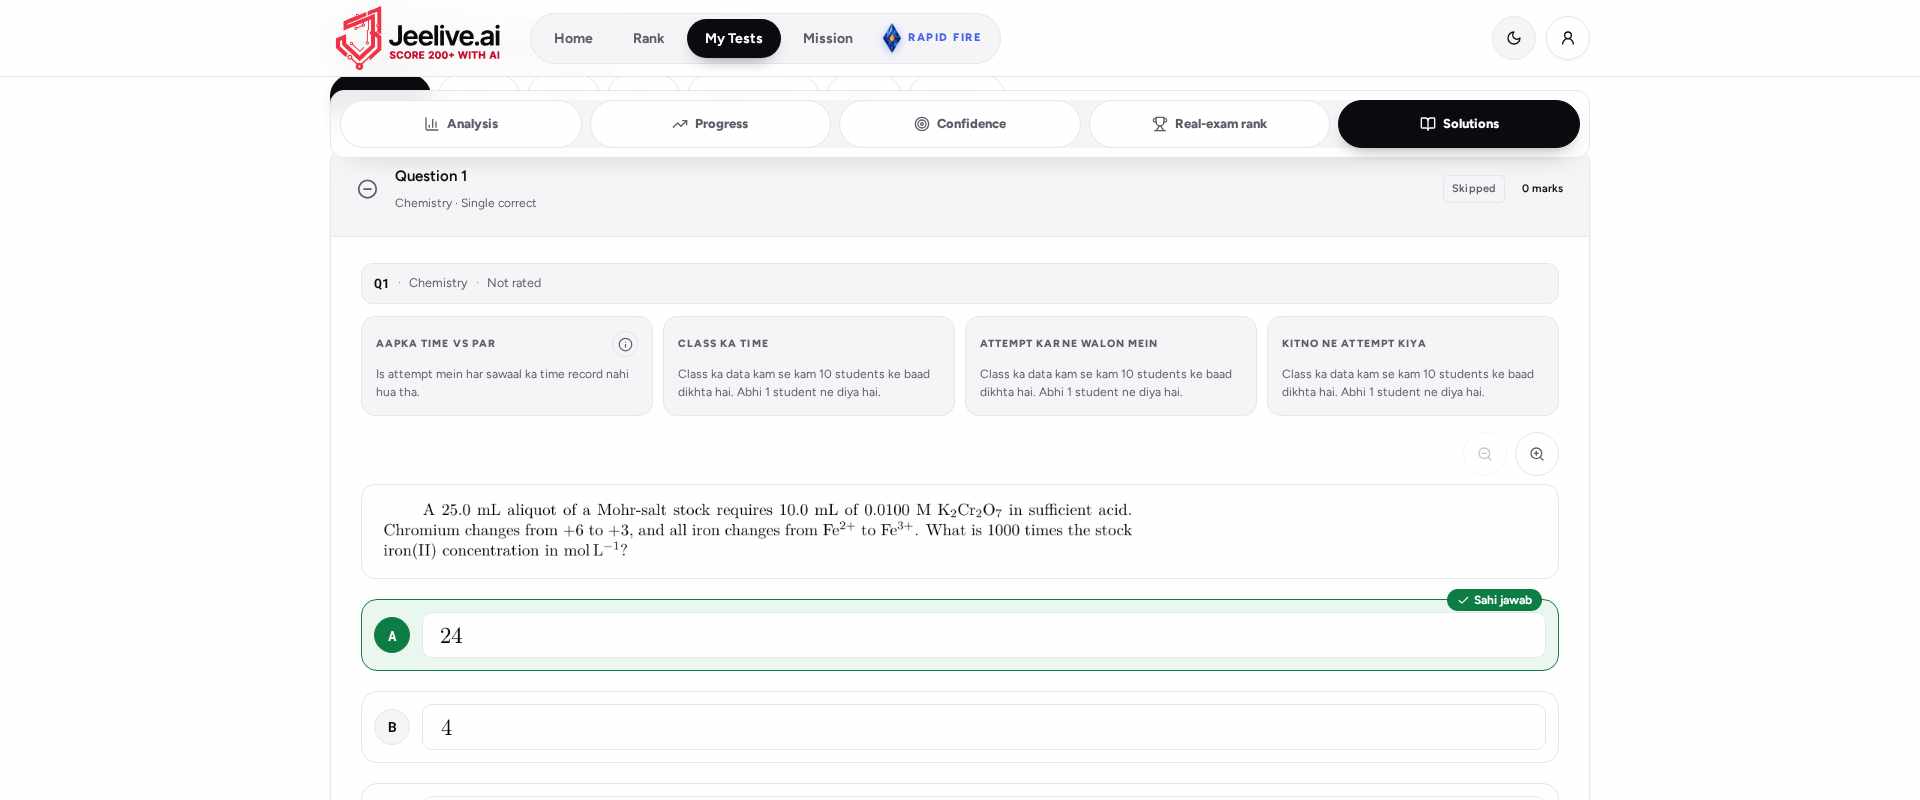 Jeelive.ai
SCORE 200+ WITH AI
Home
Rank
My Tests
Mission
RAPID FIRE
Analysis
Progress
Confidence
Real-exam rank
Solutions
Question 1
Chemistry · Single correct
Skipped
0 marks
Q1 · Chemistry · Not rated
AAPKA TIME VS PAR
Is attempt mein har sawaal ka time record nahi
hua tha.
CLASS KA TIME
Class ka data kam se kam 10 students ke baad
dikhta hai. Abhi 1 student ne diya hai.
ATTEMPT KARNE WALON MEIN
Class ka data kam se kam 10 students ke baad
dikhta hai. Abhi 1 student ne diya hai.
KITNO NE ATTEMPT KIYA
Class ka data kam se kam 10 students ke baad
dikhta hai. Abhi 1 student ne diya hai.
A 25.0 mL aliquot of a Mohr-salt stock requires 10.0 mL of 0.0100 M K₂Cr₂O₇ in sufficient acid.
Chromium changes from +6 to +3, and all iron changes from Fe²⁺ to Fe³⁺. What is 1000 times the stock
iron(II) concentration in mol L⁻¹?
Sahi jawab
A
24
B
4